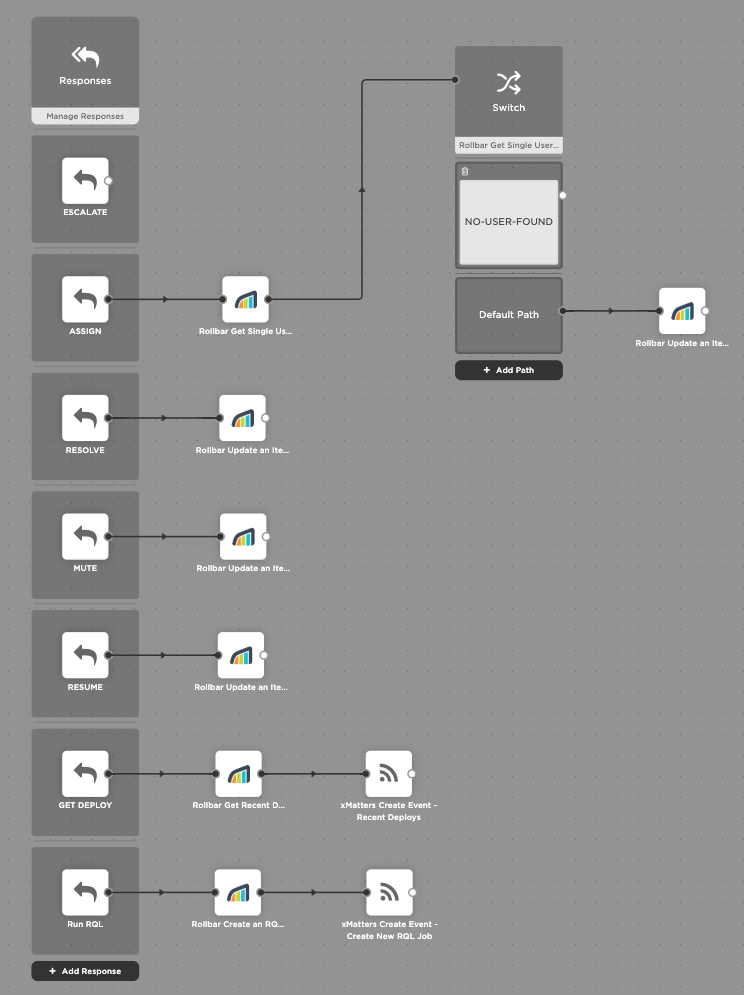 Responses
Manage Responses
ESCALATE
ASSIGN
Rollbar Get Single Us...
Switch
Rollbar Get Single User...
NO-USER-FOUND
Default Path
+ Add Path
Rollbar Update an Ite...
RESOLVE
Rollbar Update an Ite...
MUTE
Rollbar Update an Ite...
RESUME
Rollbar Update an Ite...
GET DEPLOY
Rollbar Get Recent D...
xMatters Create Event -
Recent Deploys
Run RQL
Rollbar Create an RQ...
xMatters Create Event -
Create New RQL Job
+ Add Response